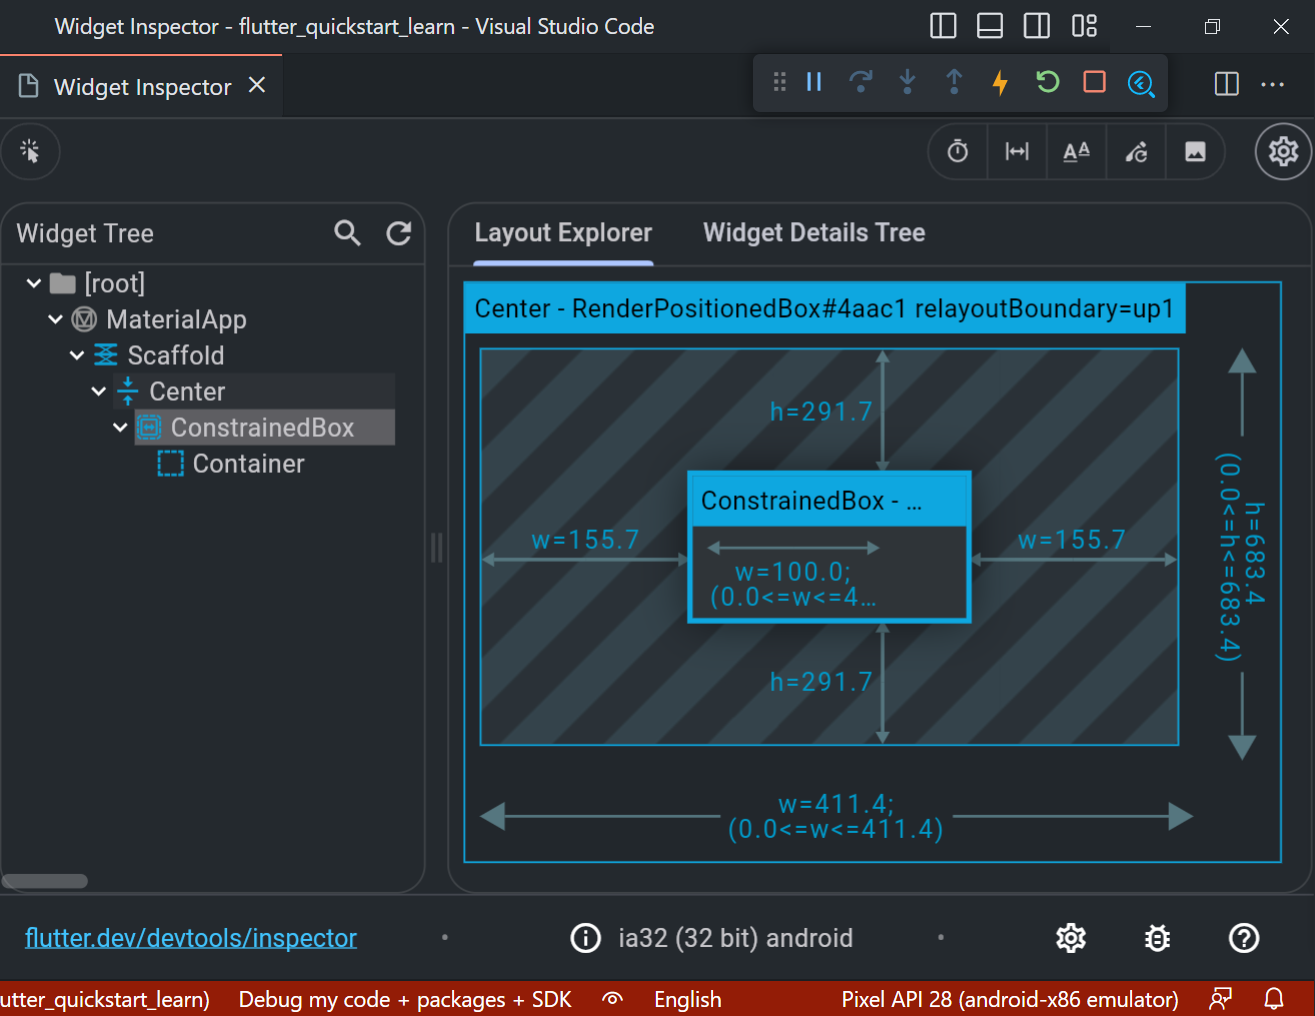 Widget Inspector - flutter_quickstart_learn - Visual Studio Code
Widget Inspector
Widget Tree
[root]
MaterialApp
Scaffold
Center
ConstrainedBox
Container
Layout Explorer
Widget Details Tree
Center - RenderPositionedBox#4aac1 relayoutBoundary=up1
h=291.7
ConstrainedBox - ...
w=155.7
w=100.0;
(0.0<=w<=4...
w=155.7
h=291.7
h=683.4
(0.0<=h<=683.4)
w=411.4;
(0.0<=w<=411.4)
flutter.dev/devtools/inspector
ia32 (32 bit) android
utter_quickstart_learn)
Debug my code + packages + SDK
English
Pixel API 28 (android-x86 emulator)